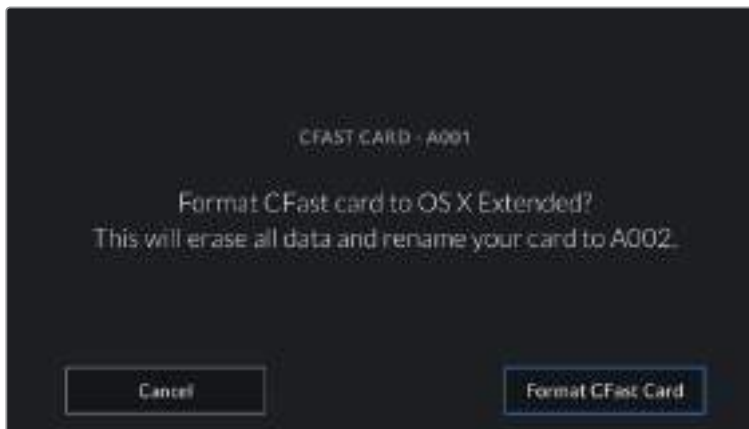 CFAST CARD - A001
Format CFast card to OS X Extended?
This will erase all data and rename your card to A002.
Cancel
Format CFast Card